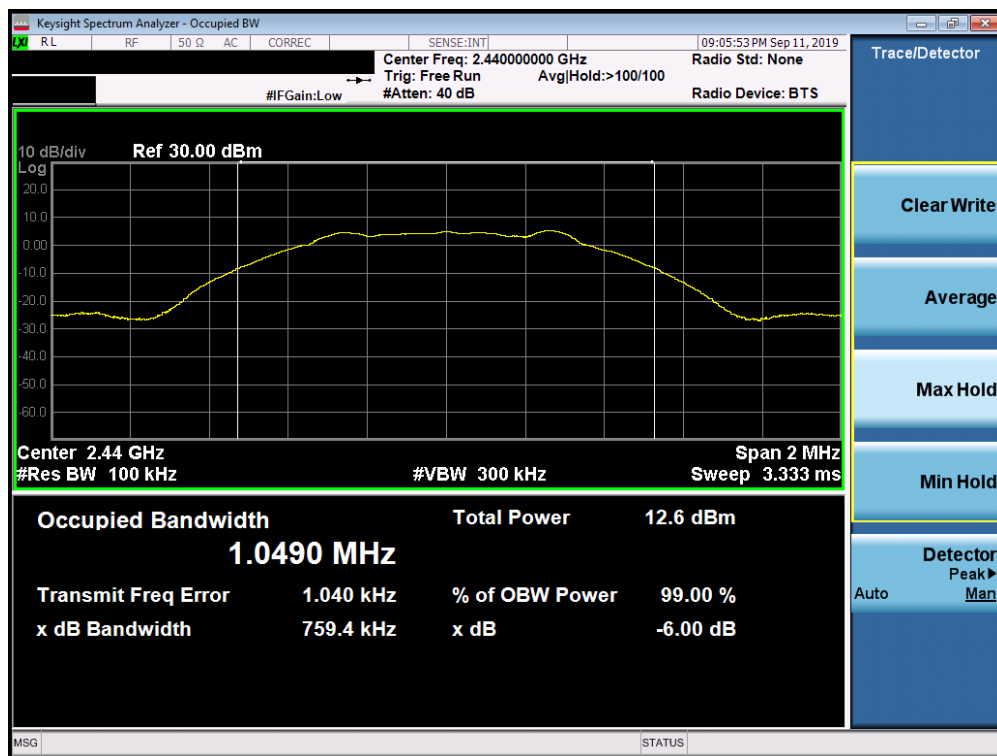 Keysight Spectrum Analyzer - Occupied BW
LXI RL RF 50 Ω AC CORREC SENSE:INT 09:05:53 PM Sep 11, 2019
Center Freq: 2.440000000 GHz Radio Std: None
Trig: Free Run Avg|Hold:>100/100
#IFGain:Low #Atten: 40 dB Radio Device: BTS
10 dB/div Ref 30.00 dBm
Log
20.0
10.0
0.00
-10.0
-20.0
-30.0
-40.0
-50.0
-60.0
Center 2.44 GHz Span 2 MHz
#Res BW 100 kHz #VBW 300 kHz Sweep 3.333 ms
Occupied Bandwidth Total Power 12.6 dBm
1.0490 MHz
Transmit Freq Error 1.040 kHz % of OBW Power 99.00 %
x dB Bandwidth 759.4 kHz x dB -6.00 dB
MSG STATUS
Trace/Detector
Clear Write
Average
Max Hold
Min Hold
Detector
Peak▶
Auto Man